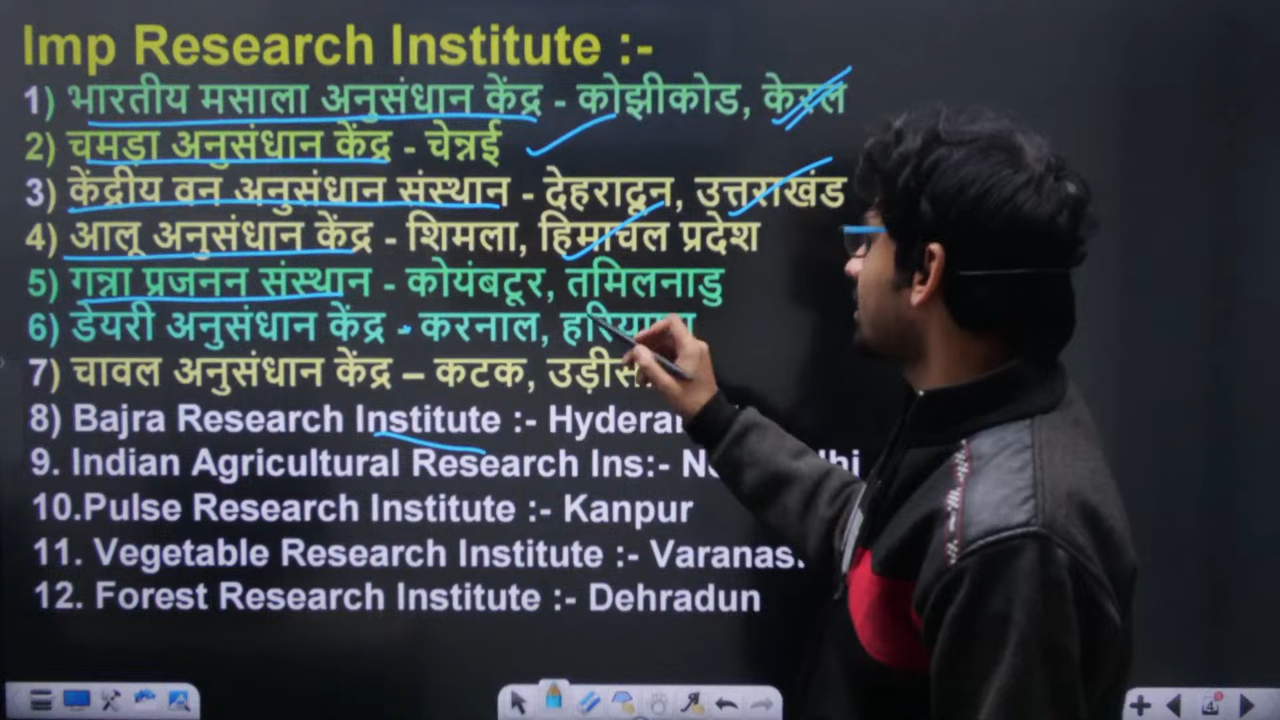 Imp Research Institute :-
1) भारतीय मसाला अनुसंधान केंद्र - कोझीकोड, केरल
2) चमड़ा अनुसंधान केंद्र - चेन्नई
3) केंद्रीय वन अनुसंधान संस्थान - देहरादून, उत्तराखंड
4) आलू अनुसंधान केंद्र - शिमला, हिमाचल प्रदेश
5) गन्ना प्रजनन संस्थान - कोयंबटूर, तमिलनाडु
6) डेयरी अनुसंधान केंद्र - करनाल,
7) चावल अनुसंधान केंद्र – कटक,
8) Bajra Research Institute :-
9. Indian Agricultural Research Ins:-
10.Pulse Research Institute :- Kanpur
11. Vegetable Research Institute :-
12. Forest Research Institute :- Dehradun
4